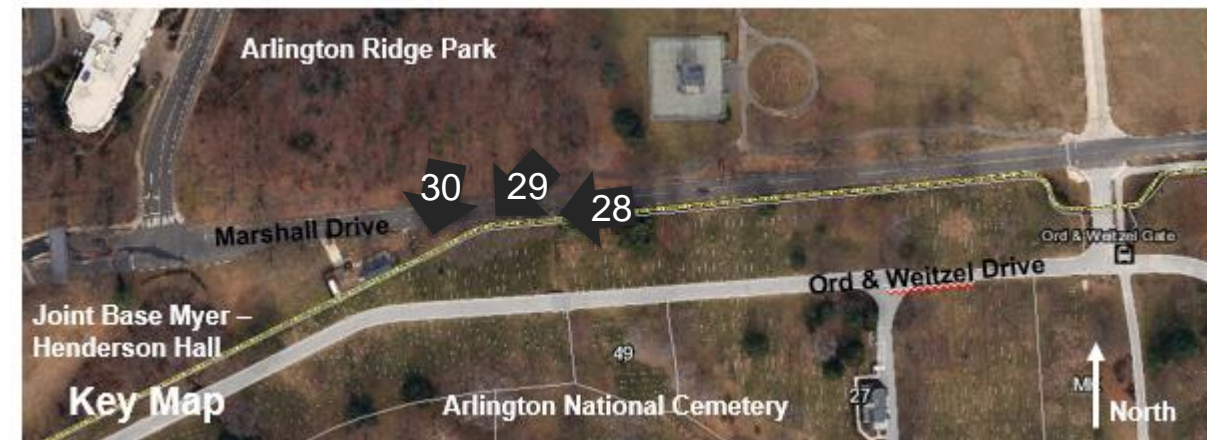 Arlington Ridge Park
30
29
28
Marshall Drive
Ord & Weitzel Gate
Ord & Weitzel Drive
Joint Base Myer –
Henderson Hall
49
27
Key Map
Arlington National Cemetery
North